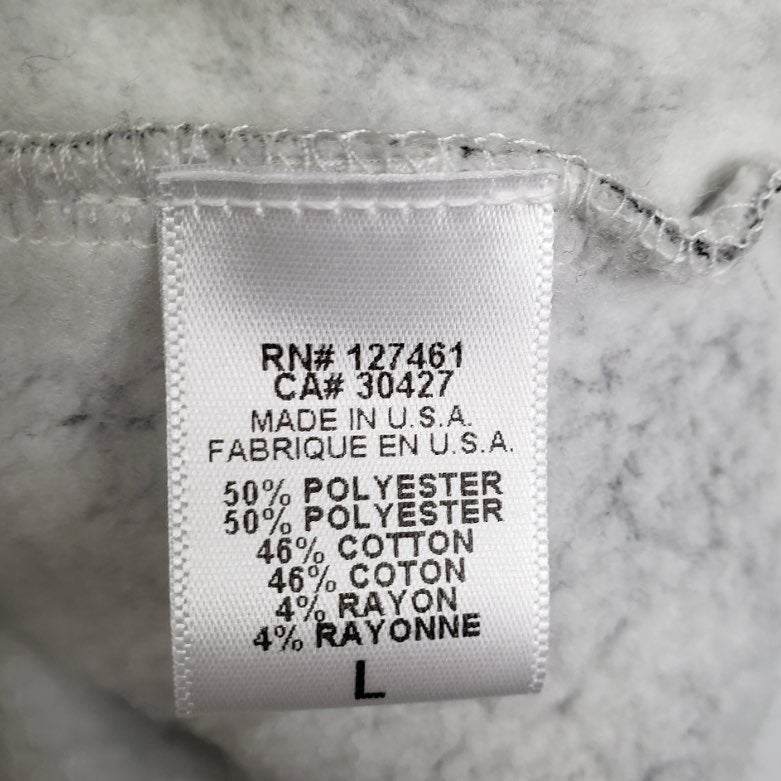 RN# 127461
CA# 30427
MADE IN U.S.A.
FABRIQUE EN U.S.A.
50% POLYESTER
50% POLYESTER
46% COTTON
46% COTON
4% RAYON
4% RAYONNE
L